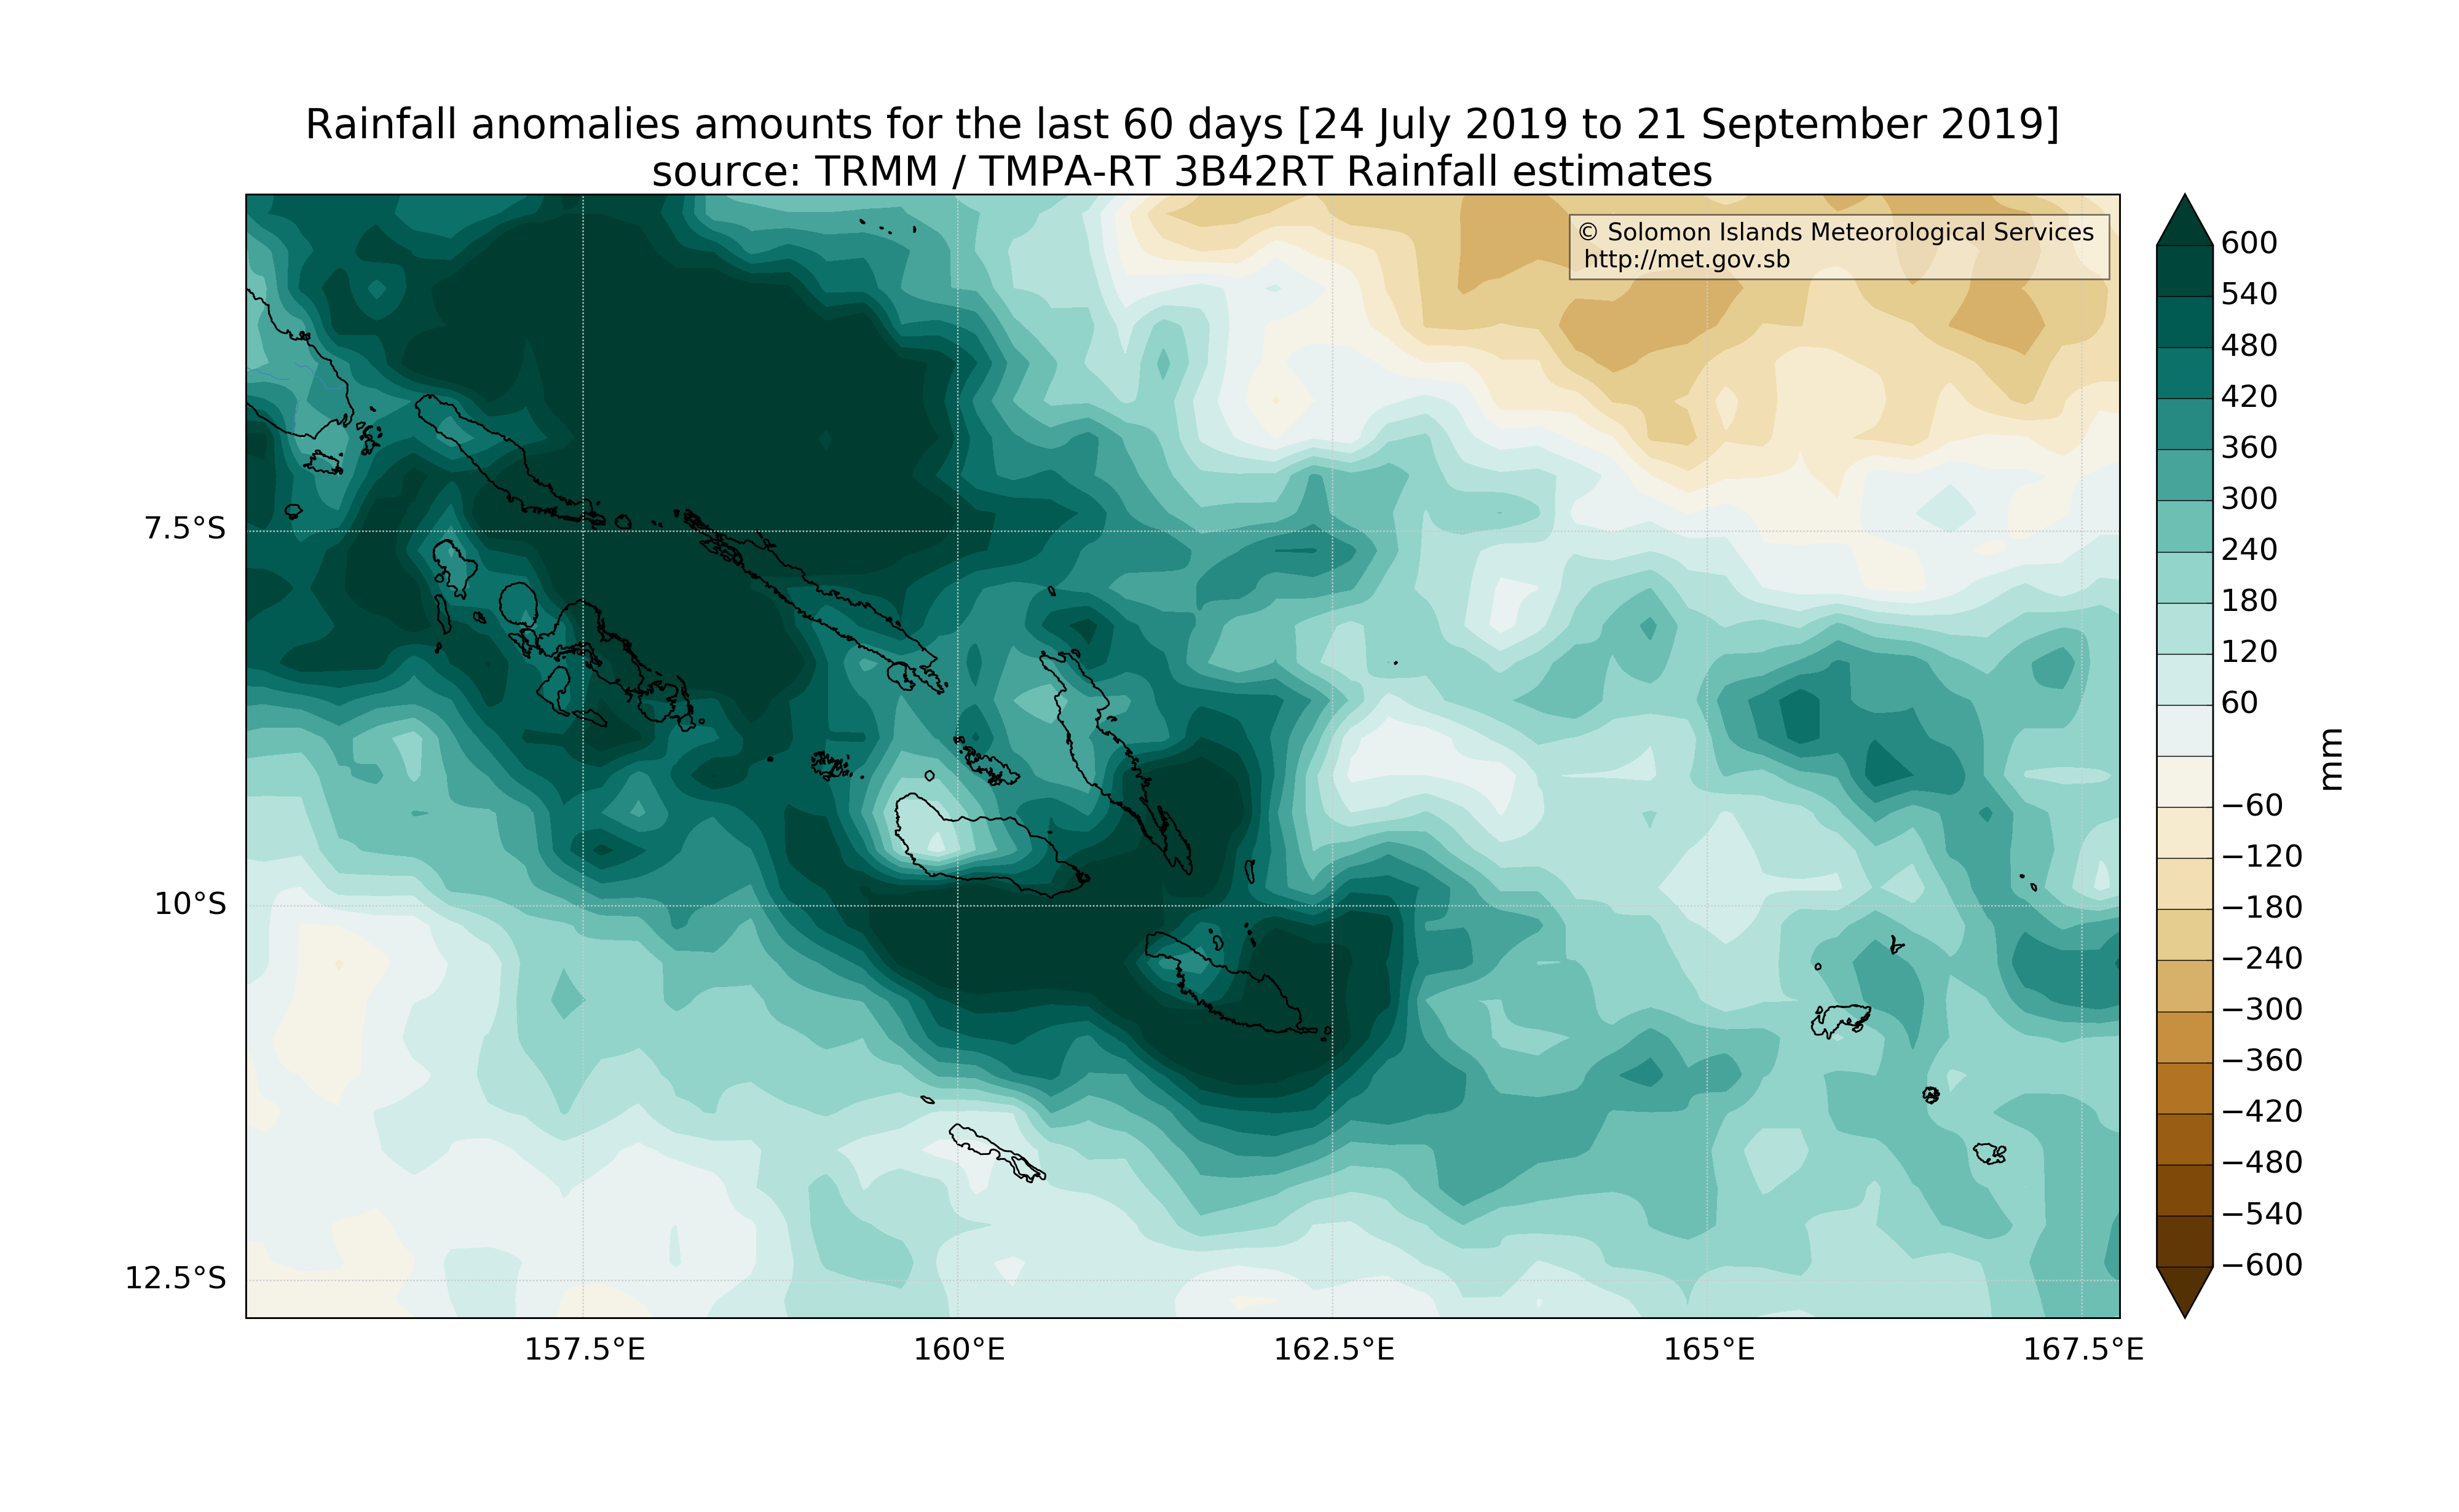 Rainfall anomalies amounts for the last 60 days [24 July 2019 to 21 September 2019]
source: TRMM / TMPA-RT 3B42RT Rainfall estimates
© Solomon Islands Meteorological Services
http://met.gov.sb
7.5°S
10°S
12.5°S
157.5°E
160°E
162.5°E
165°E
167.5°E
600
540
480
420
360
300
240
180
120
60
−60
−120
−180
−240
−300
−360
−420
−480
−540
−600
mm